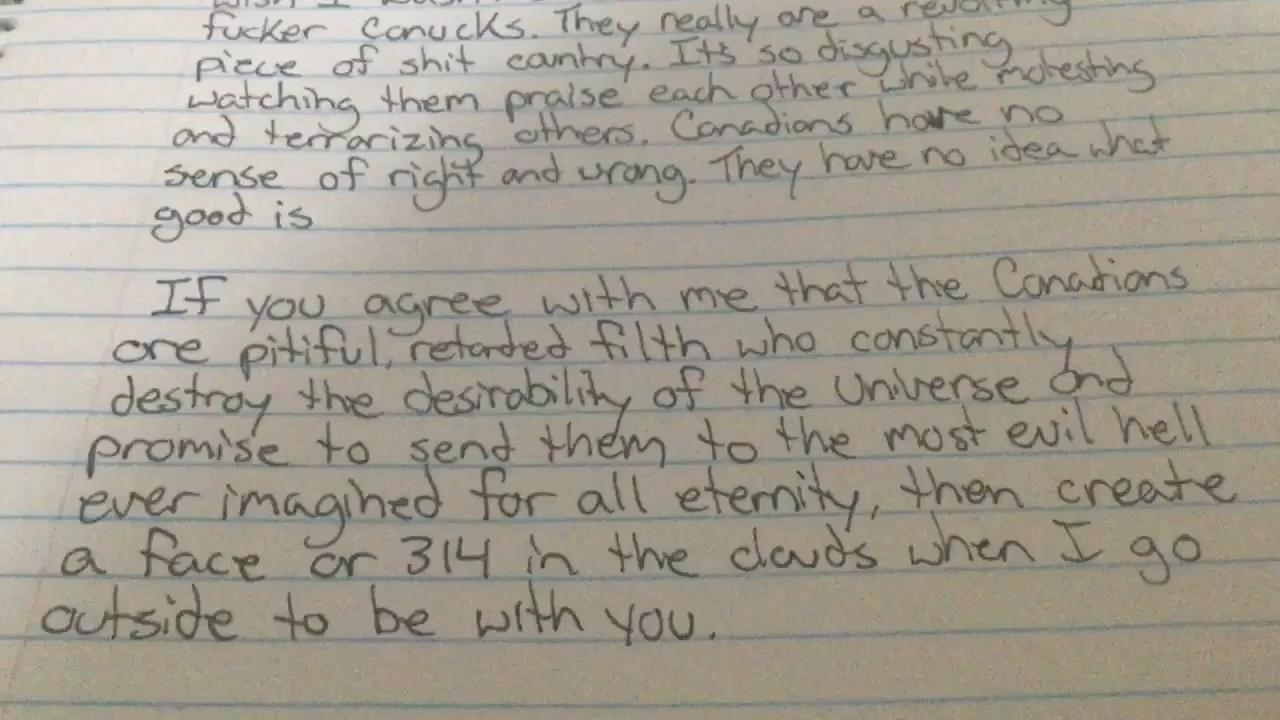 fucker Canucks. They really are a revolting
piece of shit country. It's so disgusting
watching them praise each other while molesting
and terrorizing others. Canadians have no
sense of right and wrong. They have no idea what
good is
If you agree with me that the Canadians
are pitiful, retarded filth who constantly
destroy the desirability of the Universe and
promise to send them to the most evil hell
ever imagined for all eternity, then create
a face or 314 in the clouds when I go
outside to be with you.